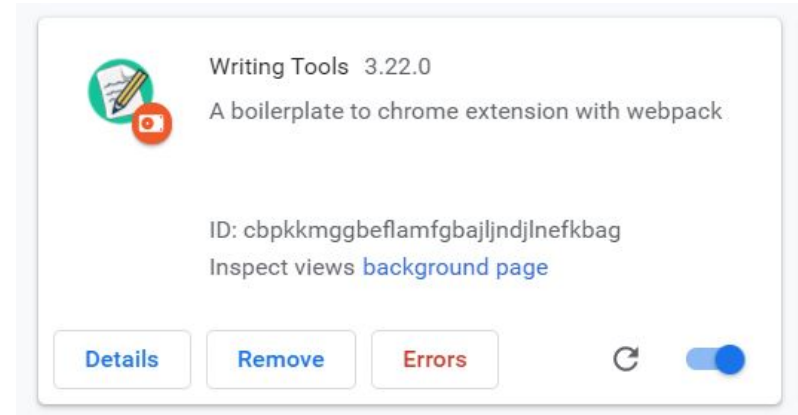 Writing Tools 3.22.0
A boilerplate to chrome extension with webpack
ID: cbpkkmggbeflamfgbajljndjlnefkbag
Inspect views background page
Details Remove Errors